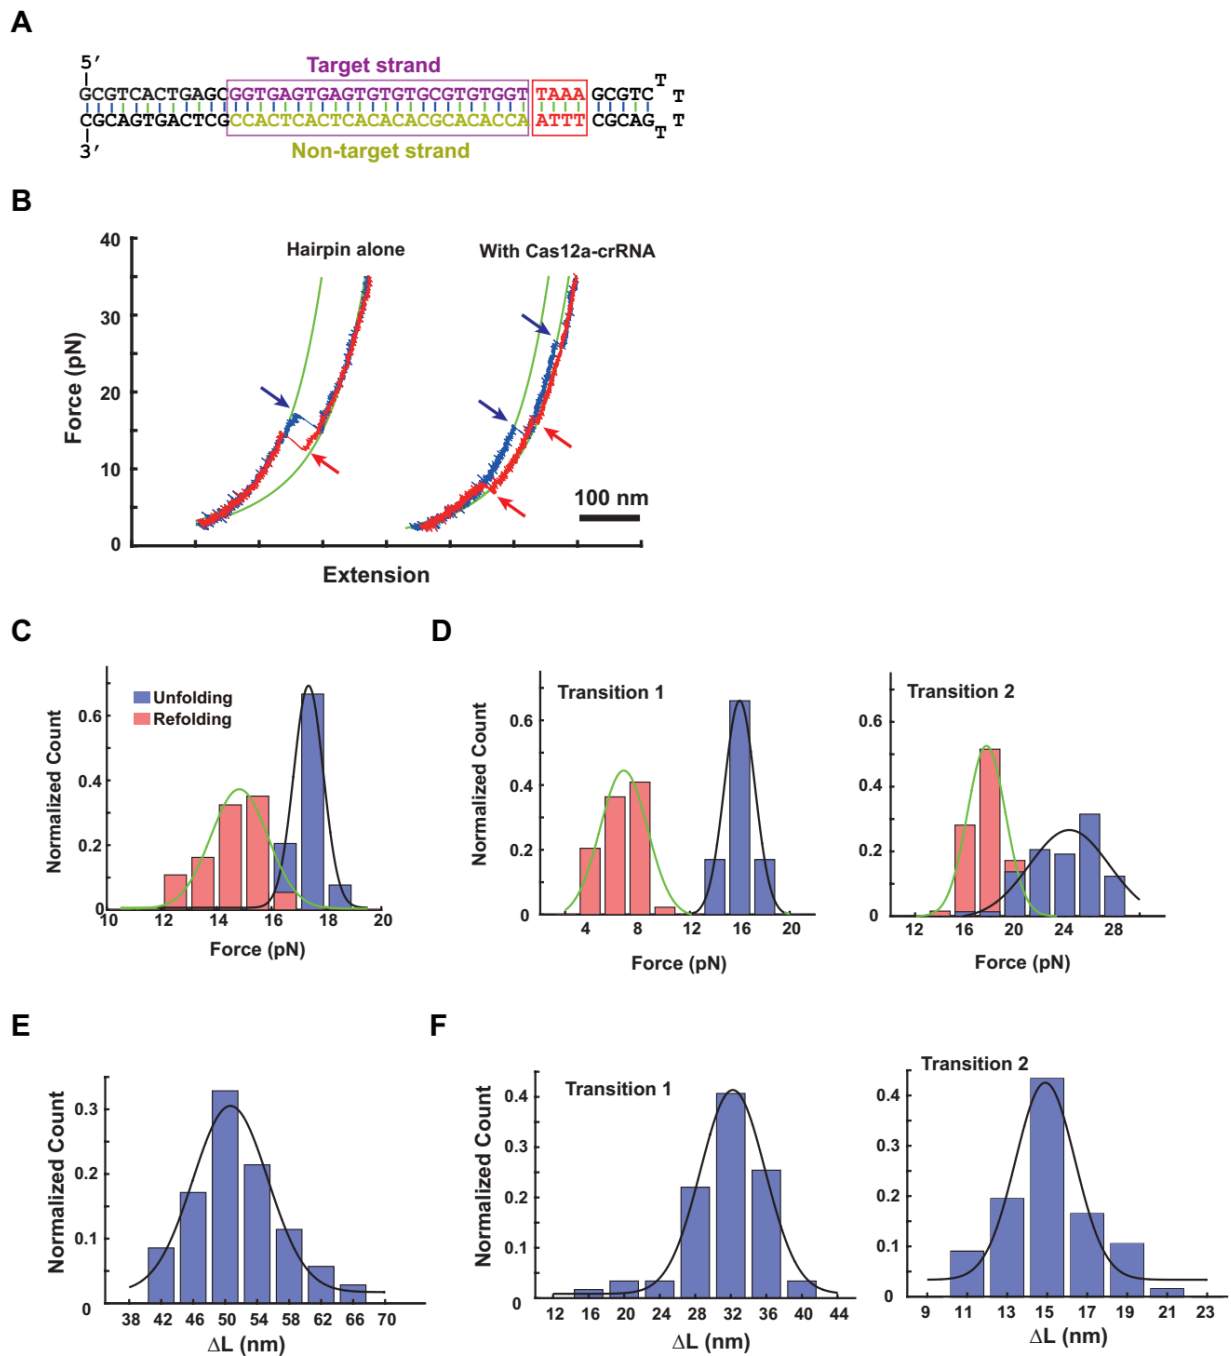 A
5'
Target strand
GCGTCACTGAGCGGTGAGTGAGTGTGTGCGTGTGGT TAAA GCGTC T T
CGCAGTGACTCGCCACTCACTCACACACGCACACCA ATTT CGCAG T T
3'
Non-target strand
B
40
30
20
10
0
Force (pN)
Hairpin alone
With Cas12a-crRNA
100 nm
Extension
C
Unfolding
Refolding
0.6
0.4
0.2
0
Normalized Count
10 12 14 16 18 20
Force (pN)
D
Transition 1
0.6
0.4
0.2
0
Normalized Count
4 8 12 16 20
Force (pN)
Transition 2
0.6
0.4
0.2
0
12 16 20 24 28
Force (pN)
E
0.3
0.2
0.1
0
Normalized Count
38 42 46 50 54 58 62 66 70
ΔL (nm)
F
Transition 1
0.4
0.3
0.2
0.1
0
Normalized Count
12 16 20 24 28 32 36 40 44
ΔL (nm)
Transition 2
0.4
0.3
0.2
0.1
0
9 11 13 15 17 19 21 23
ΔL (nm)